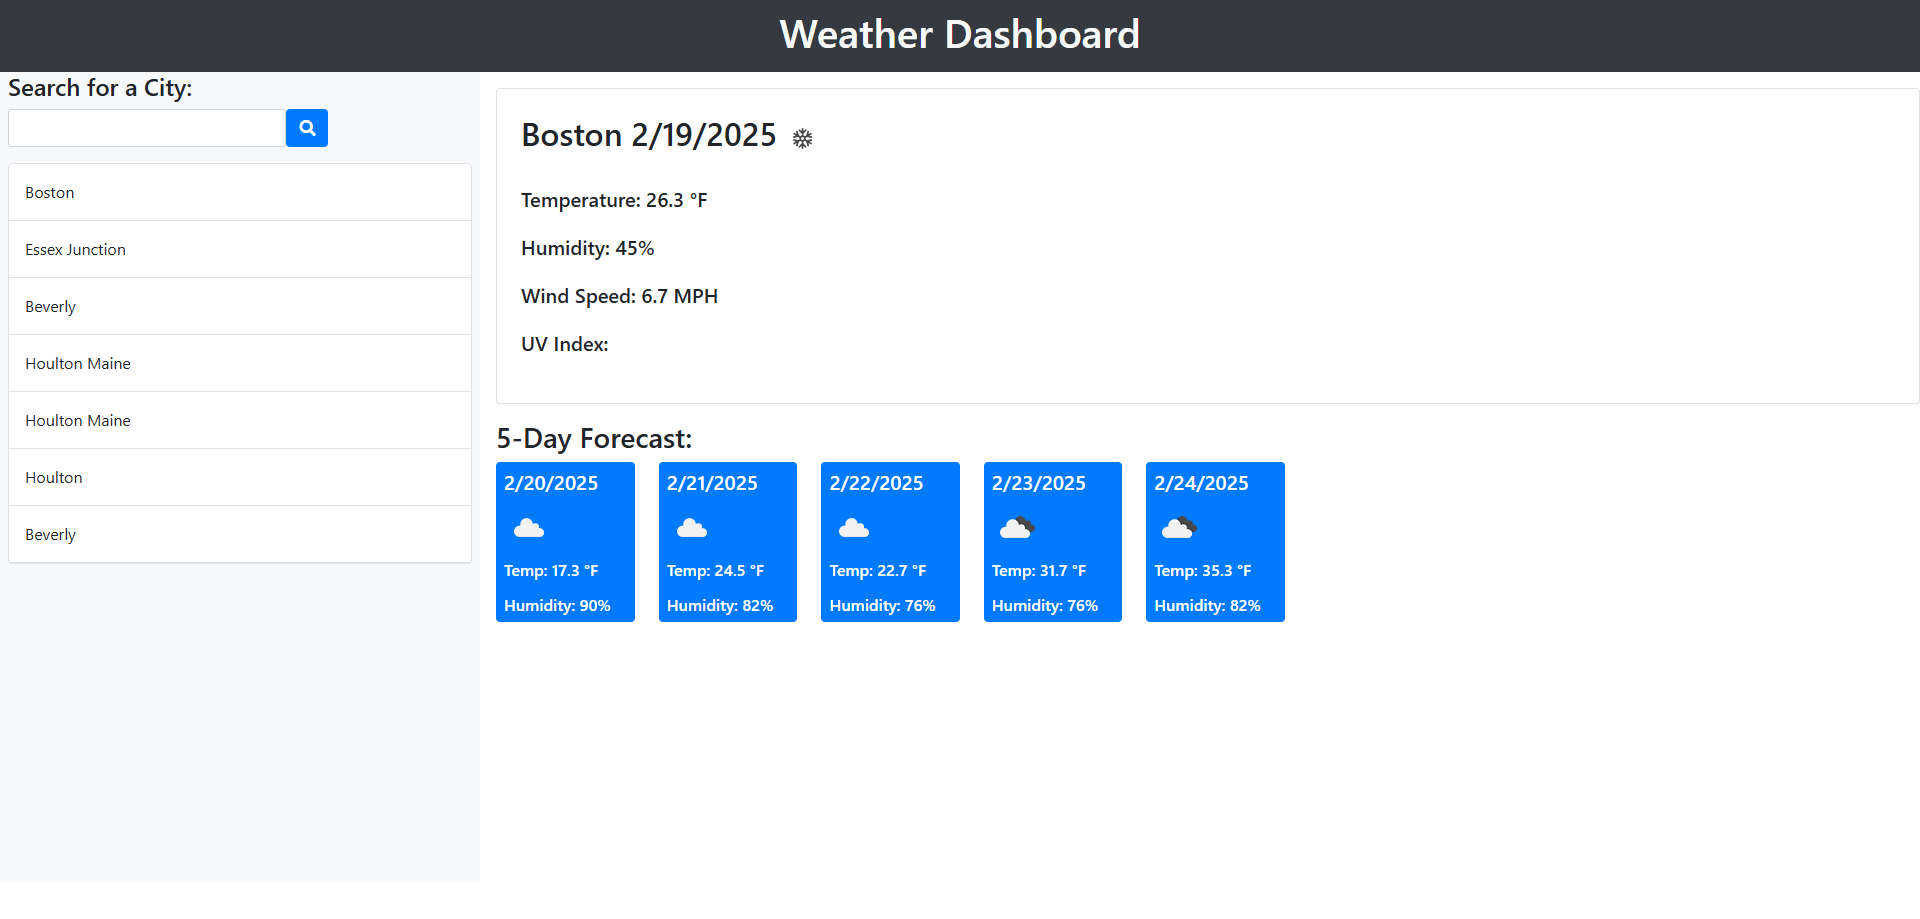 Weather Dashboard
Search for a City:
Boston
Essex Junction
Beverly
Houlton Maine
Houlton Maine
Houlton
Beverly
Boston 2/19/2025
Temperature: 26.3 °F
Humidity: 45%
Wind Speed: 6.7 MPH
UV Index:
5-Day Forecast:
2/20/2025
Temp: 17.3 °F
Humidity: 90%
2/21/2025
Temp: 24.5 °F
Humidity: 82%
2/22/2025
Temp: 22.7 °F
Humidity: 76%
2/23/2025
Temp: 31.7 °F
Humidity: 76%
2/24/2025
Temp: 35.3 °F
Humidity: 82%